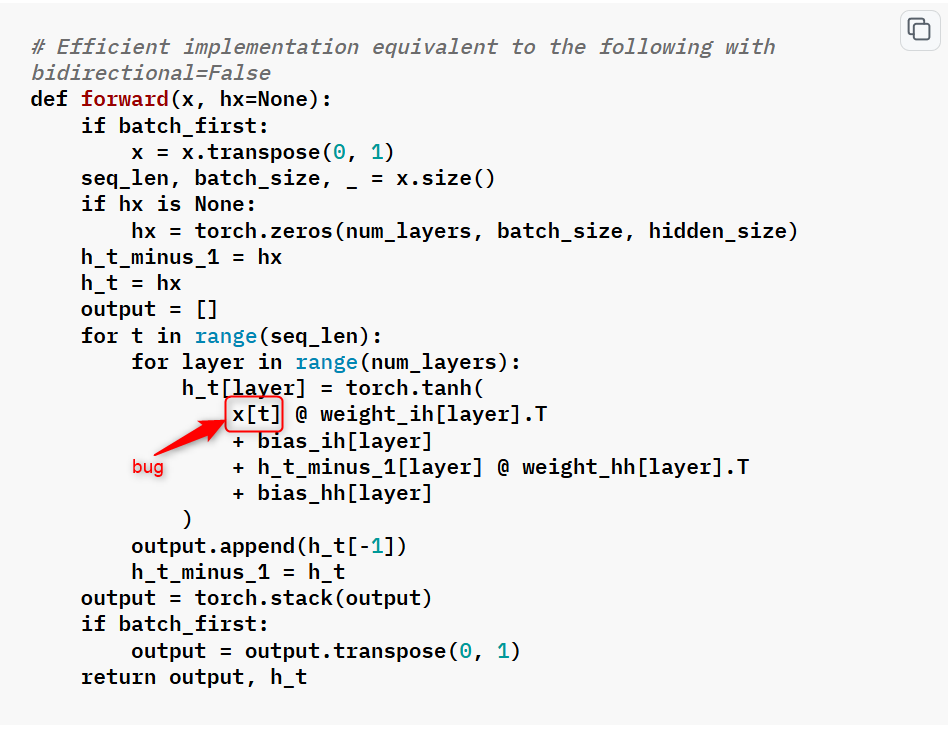 # Efficient implementation equivalent to the following with
bidirectional=False
def forward(x, hx=None):
    if batch_first:
        x = x.transpose(0, 1)
    seq_len, batch_size, _ = x.size()
    if hx is None:
        hx = torch.zeros(num_layers, batch_size, hidden_size)
    h_t_minus_1 = hx
    h_t = hx
    output = []
    for t in range(seq_len):
        for layer in range(num_layers):
            h_t[layer] = torch.tanh(
                x[t] @ weight_ih[layer].T
                + bias_ih[layer]
bug
                + h_t_minus_1[layer] @ weight_hh[layer].T
                + bias_hh[layer]
            )
        output.append(h_t[-1])
        h_t_minus_1 = h_t
    output = torch.stack(output)
    if batch_first:
        output = output.transpose(0, 1)
    return output, h_t